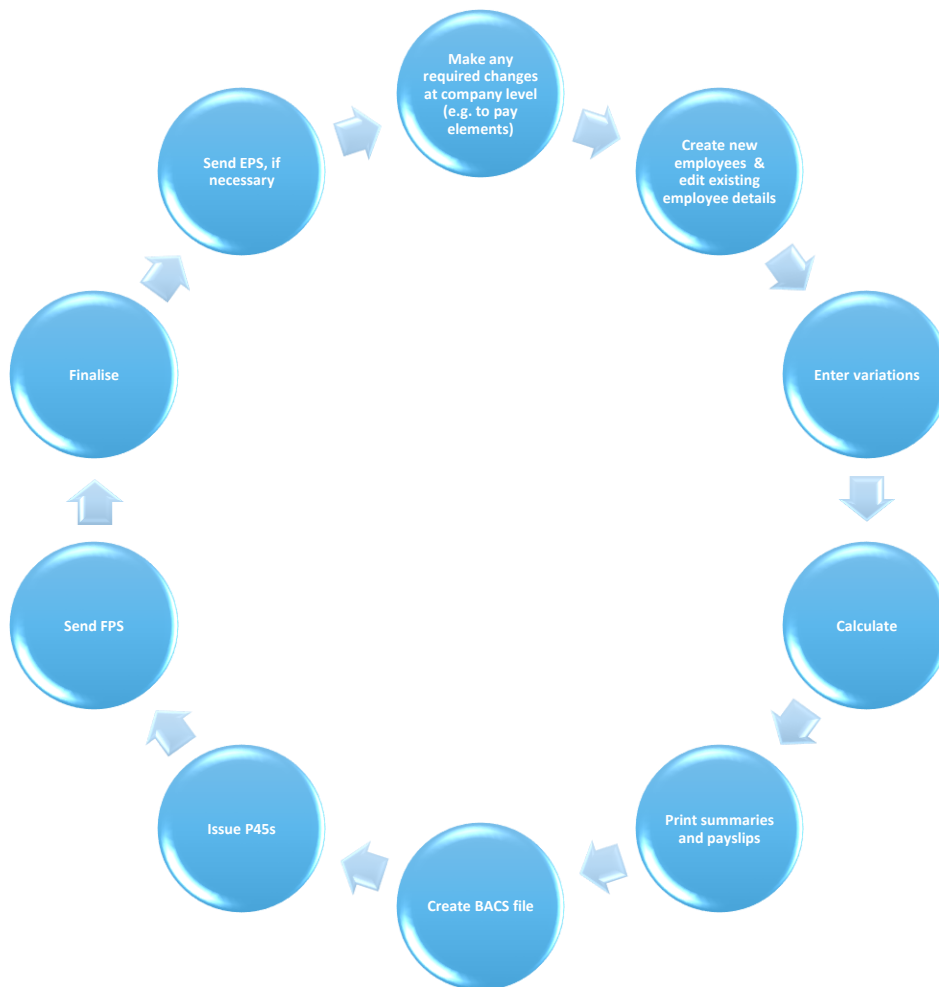 Make any
required changes
at company level
(e.g. to pay
elements)
Create new
employees  &
edit existing
employee details
Enter variations
Calculate
Print summaries
and payslips
Create BACS file
Issue P45s
Send FPS
Finalise
Send EPS, if
necessary